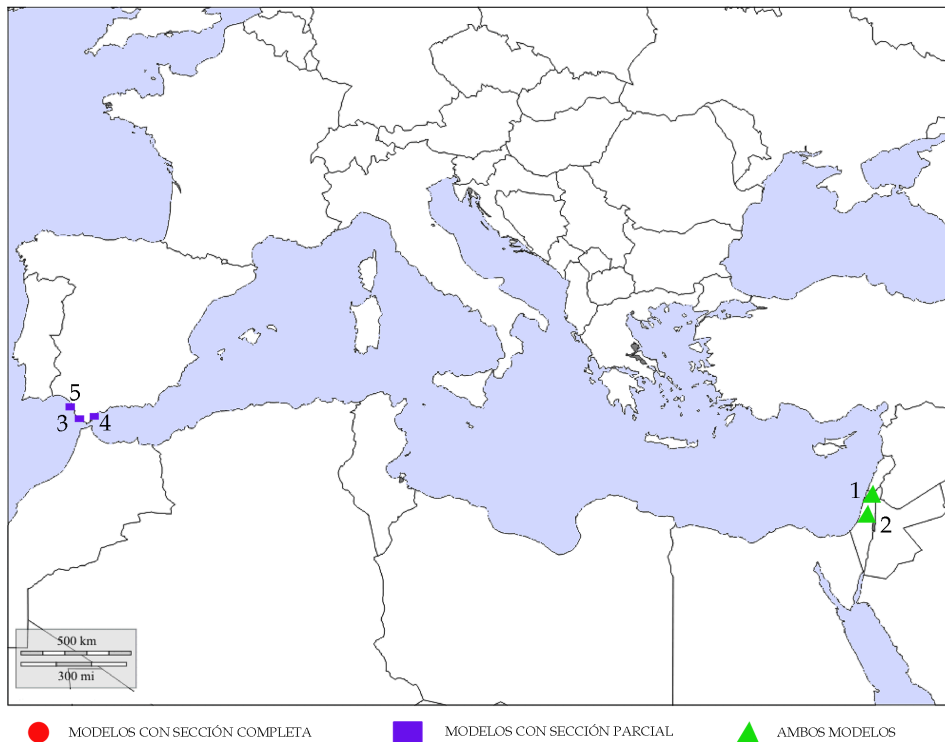 5
3
4
1
2
500 km
300 mi
MODELOS CON SECCIÓN COMPLETA
MODELOS CON SECCIÓN PARCIAL
AMBOS MODELOS